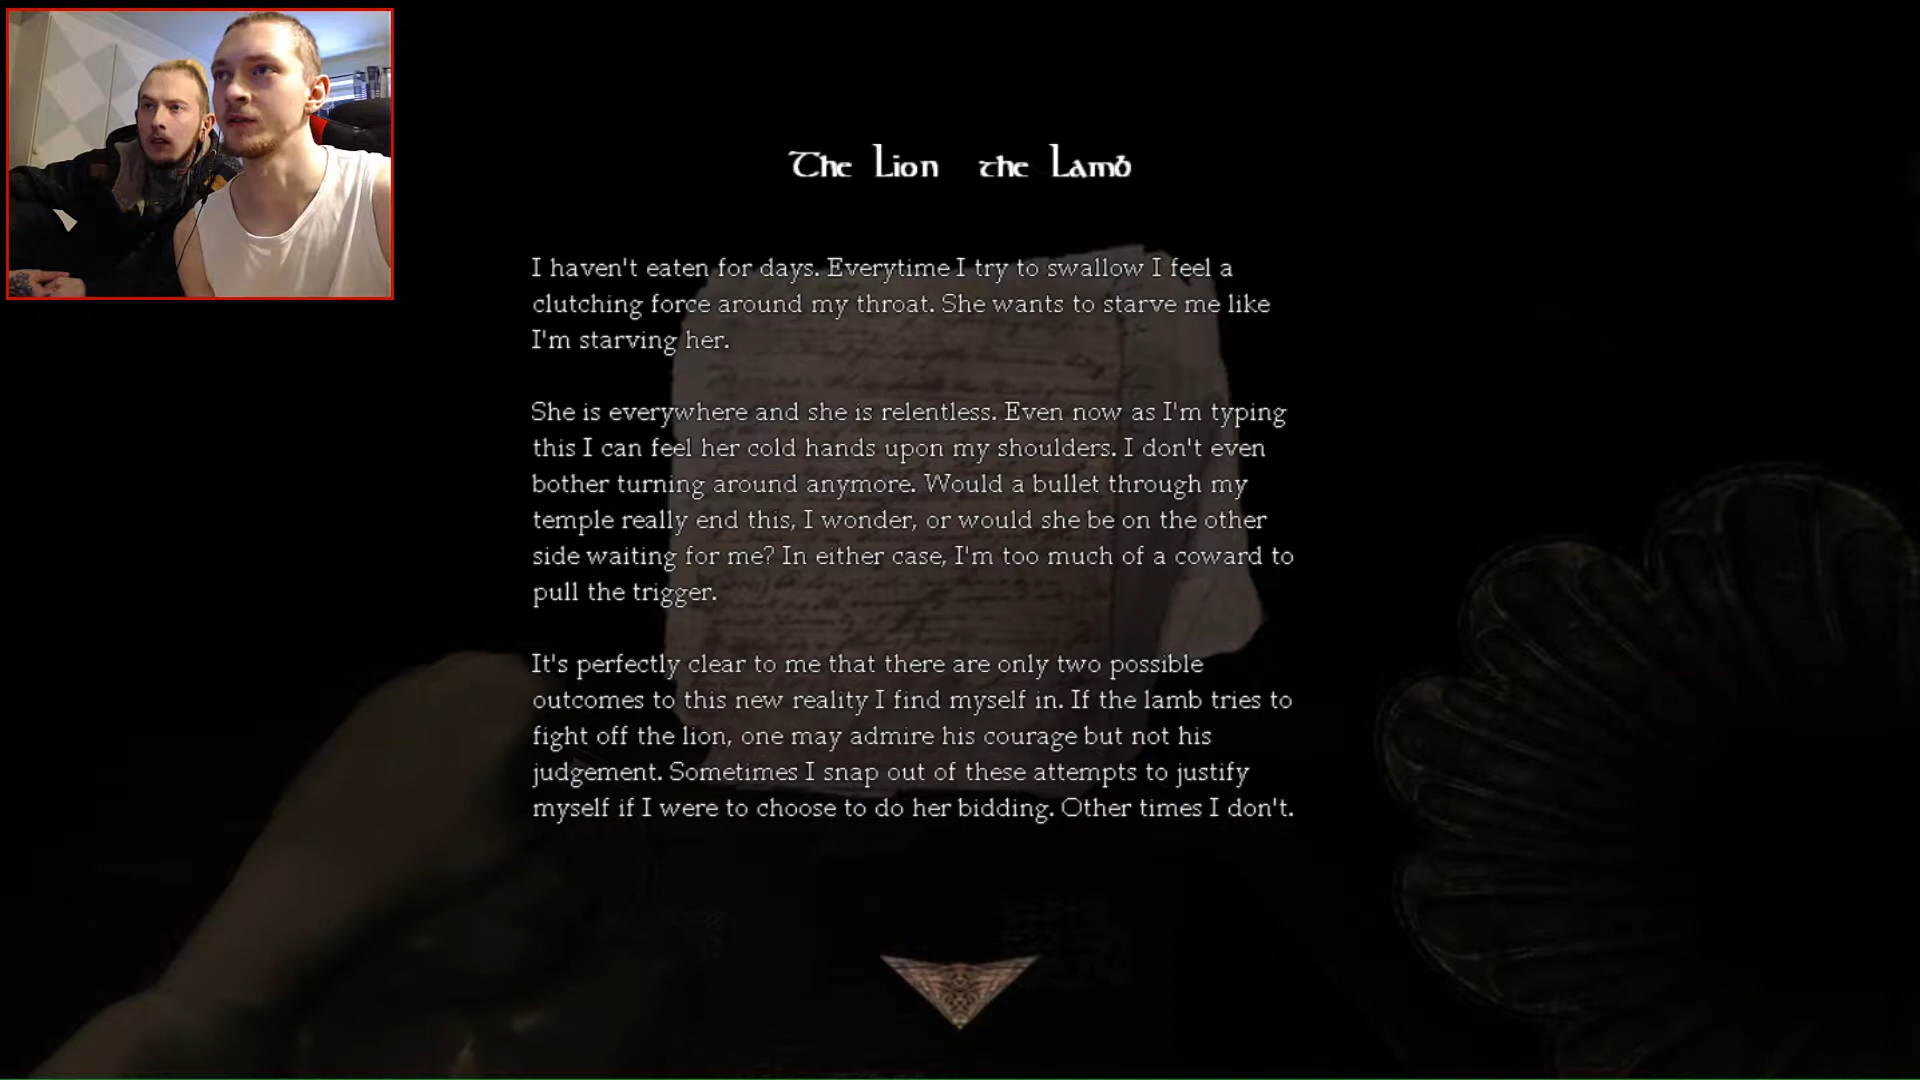 The Lion the Lamb
I haven't eaten for days. Everytime I try to swallow I feel a
clutching force around my throat. She wants to starve me like
I'm starving her.
She is everywhere and she is relentless. Even now as I'm typing
this I can feel her cold hands upon my shoulders. I don't even
bother turning around anymore. Would a bullet through my
temple really end this, I wonder, or would she be on the other
side waiting for me? In either case, I'm too much of a coward to
pull the trigger.
It's perfectly clear to me that there are only two possible
outcomes to this new reality I find myself in. If the lamb tries to
fight off the lion, one may admire his courage but not his
judgement. Sometimes I snap out of these attempts to justify
myself if I were to choose to do her bidding. Other times I don't.